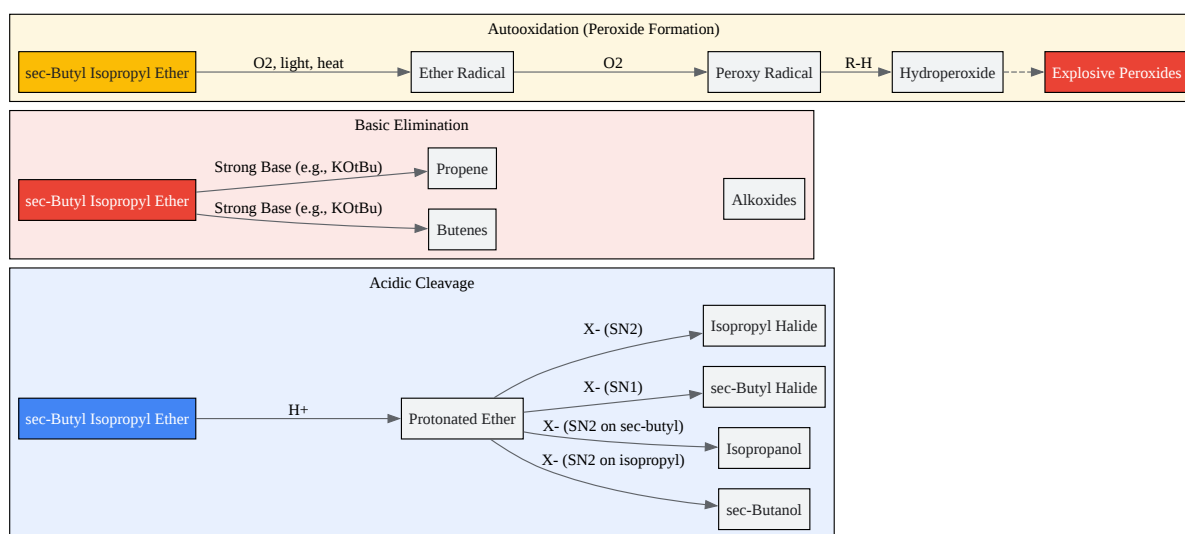 Autooxidation (Peroxide Formation)
sec-Butyl Isopropyl Ether
O2, light, heat
Ether Radical
O2
Peroxy Radical
R-H
Hydroperoxide
Explosive Peroxides
Basic Elimination
sec-Butyl Isopropyl Ether
Strong Base (e.g., KOtBu)
Propene
Strong Base (e.g., KOtBu)
Butenes
Alkoxides
Acidic Cleavage
sec-Butyl Isopropyl Ether
H+
Protonated Ether
X- (SN2)
Isopropyl Halide
X- (SN1)
sec-Butyl Halide
X- (SN2 on sec-butyl)
Isopropanol
X- (SN2 on isopropyl)
sec-Butanol